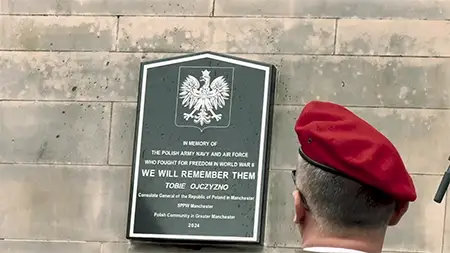 IN MEMORY OF
THE POLISH ARMY NAVY AND AIR FORCE
WHO FOUGHT FOR FREEDOM IN WORLD WAR II
WE WILL REMEMBER THEM
TOBIE OJCZYZNO
Consulate General of the Republic of Poland in Manchester
SPPW Manchester
Polish Community in Greater Manchester
2024